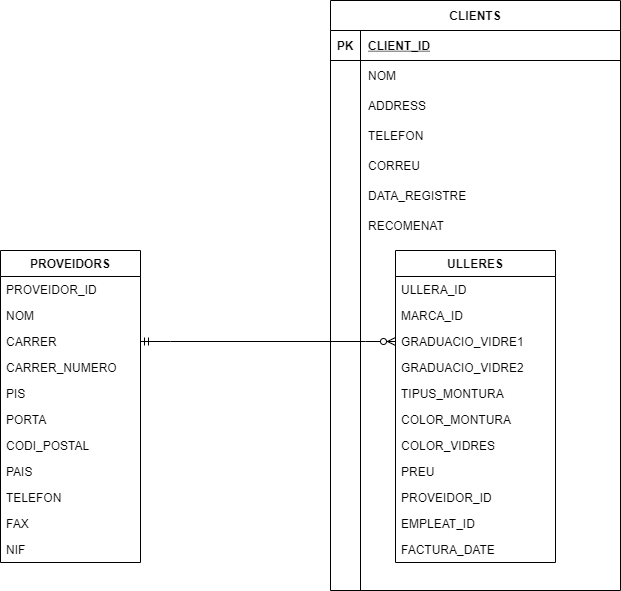 CLIENTS
PK CLIENT_ID
NOM
ADDRESS
TELEFON
CORREU
DATA_REGISTRE
RECOMENAT
PROVEIDORS
PROVEIDOR_ID
NOM
CARRER
CARRER_NUMERO
PIS
PORTA
CODI_POSTAL
PAIS
TELEFON
FAX
NIF
ULLERES
ULLERA_ID
MARCA_ID
GRADUACIO_VIDRE1
GRADUACIO_VIDRE2
TIPUS_MONTURA
COLOR_MONTURA
COLOR_VIDRES
PREU
PROVEIDOR_ID
EMPLEAT_ID
FACTURA_DATE